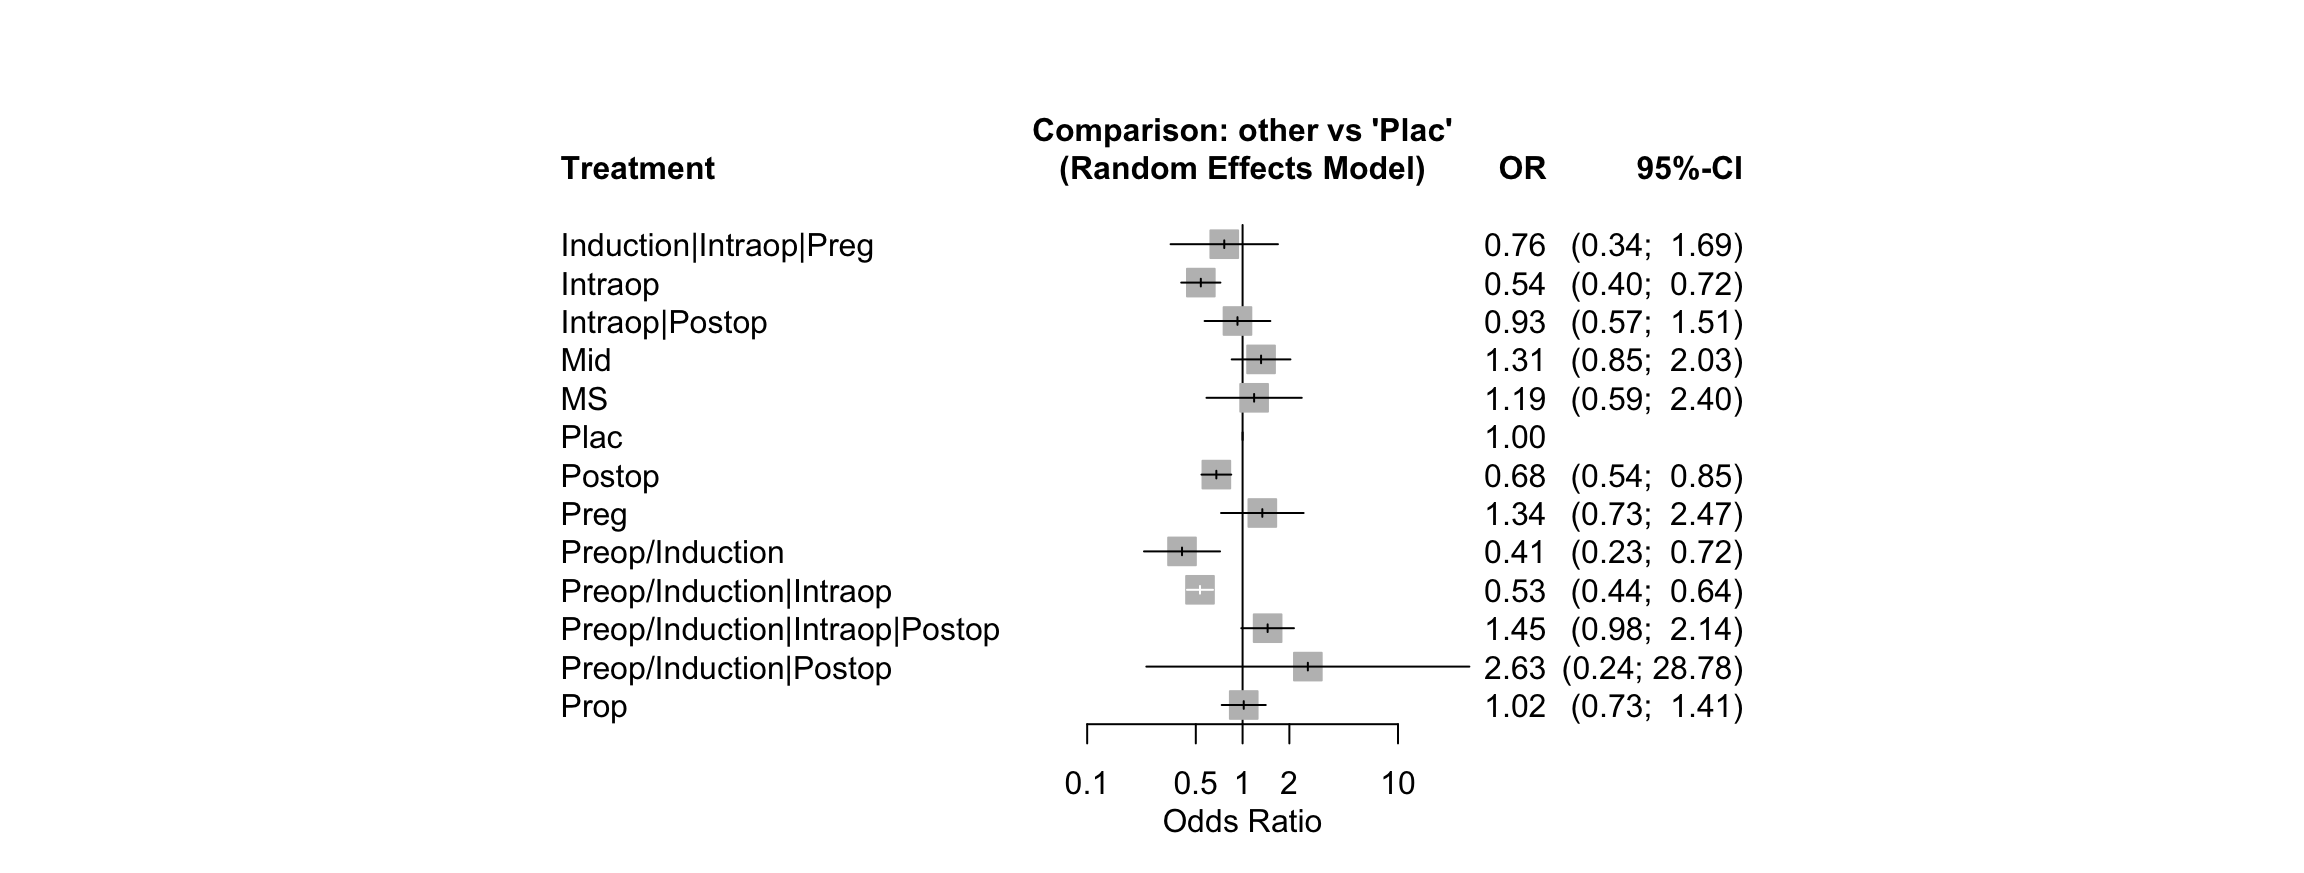 Comparison: other vs 'Plac'
Treatment (Random Effects Model) OR 95%-CI
Induction|Intraop|Preg 0.76 (0.34; 1.69)
Intraop 0.54 (0.40; 0.72)
Intraop|Postop 0.93 (0.57; 1.51)
Mid 1.31 (0.85; 2.03)
MS 1.19 (0.59; 2.40)
Plac 1.00
Postop 0.68 (0.54; 0.85)
Preg 1.34 (0.73; 2.47)
Preop/Induction 0.41 (0.23; 0.72)
Preop/Induction|Intraop 0.53 (0.44; 0.64)
Preop/Induction|Intraop|Postop 1.45 (0.98; 2.14)
Preop/Induction|Postop 2.63 (0.24; 28.78)
Prop 1.02 (0.73; 1.41)
0.1 0.5 1 2 10
Odds Ratio